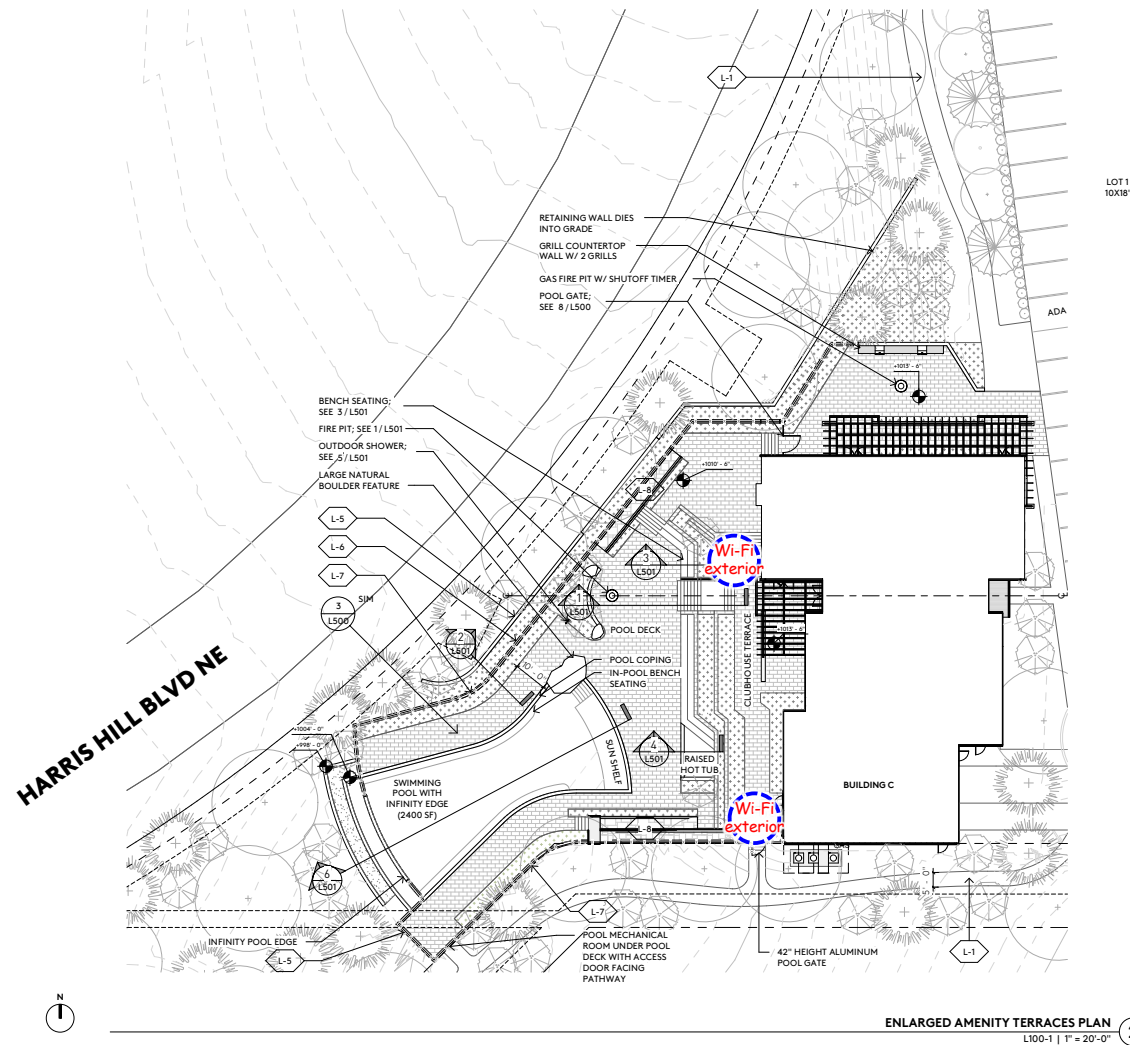 L-1
LOT 1
10X18'
RETAINING WALL DIES
INTO GRADE
GRILL COUNTERTOP
WALL W/ 2 GRILLS
GAS FIRE PIT W/ SHUTOFF TIMER
POOL GATE;
SEE 8 / L500
ADA
+1013' - 6"
BENCH SEATING;
SEE 3 / L501
FIRE PIT; SEE 1 / L501
OUTDOOR SHOWER;
SEE 5 / L501
LARGE NATURAL
BOULDER FEATURE
+1010' - 6"
L-8
L-5
L-6
L-7
3
L500
SIM
Wi-Fi
exterior
3
L501
1
L501
2
L501
POOL DECK
+1013' - 6"
CLUBHOUSE TERRACE
POOL COPING
IN-POOL BENCH
SEATING
HARRIS HILL BLVD NE
+1004' - 0"
+998' - 0"
4
L501
SUN SHELF
RAISED
HOT TUB
SWIMMING
POOL WITH
INFINITY EDGE
(2400 SF)
BUILDING C
Wi-Fi
exterior
L-8
GAS
6
L501
5' - 0"
L-7
INFINITY POOL EDGE
L-5
POOL MECHANICAL
ROOM UNDER POOL
DECK WITH ACCESS
DOOR FACING
PATHWAY
42" HEIGHT ALUMINUM
POOL GATE
L-1
N
ENLARGED AMENITY TERRACES PLAN
L100-1 | 1" = 20'-0"